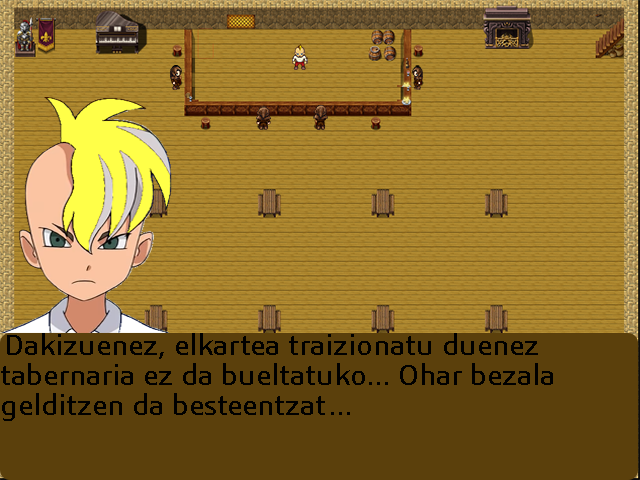 Dakizuenez, elkartea traizionatu duenez
tabernaria ez da bueltatuko... Ohar bezala
gelditzen da besteentzat...